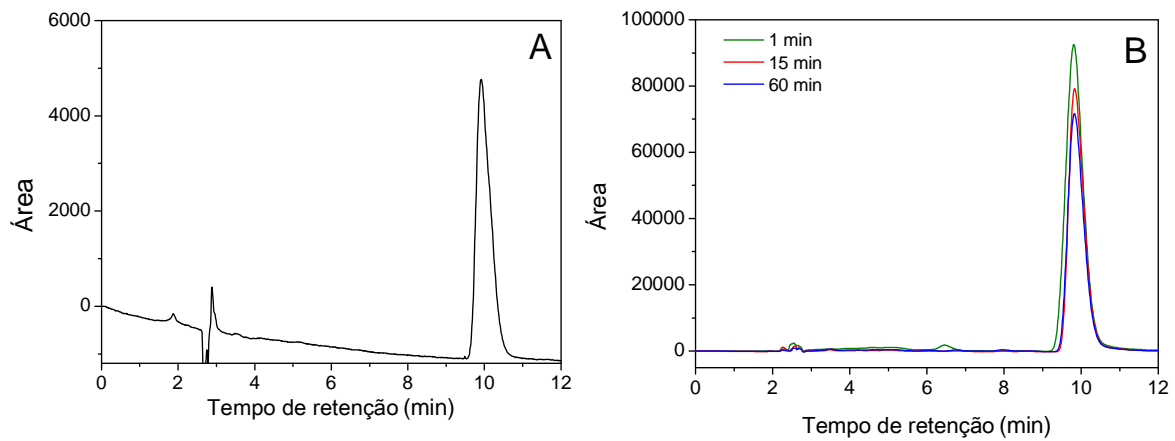 A
6000
4000
2000
0
Área
0 2 4 6 8 10 12
Tempo de retenção (min)
B
1 min
15 min
60 min
100000
80000
60000
40000
20000
0
Área
0 2 4 6 8 10 12
Tempo de retenção (min)